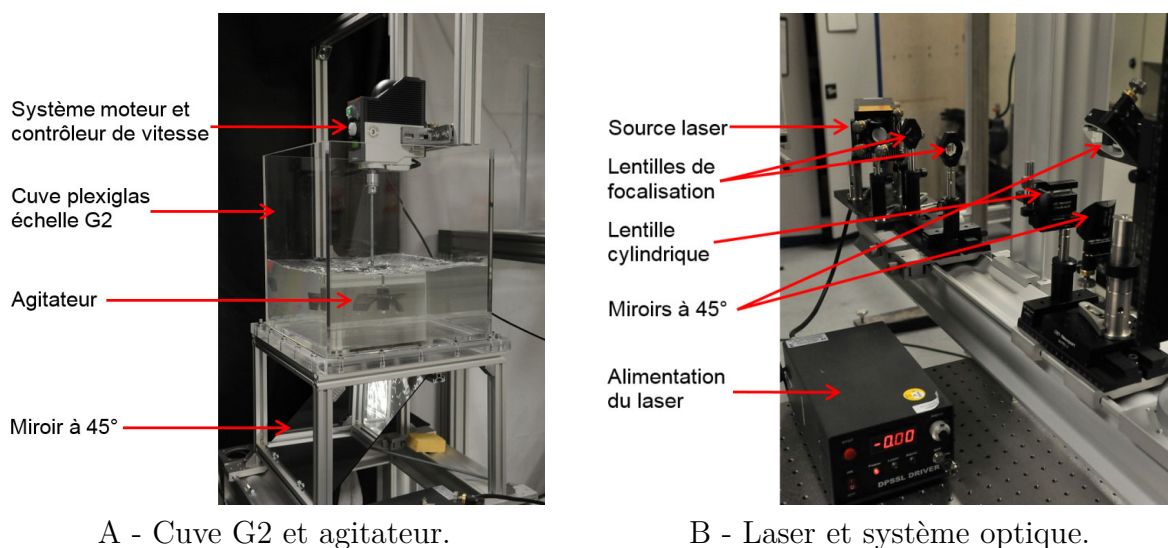 Système moteur et
contrôleur de vitesse
Cuve plexiglas
échelle G2
Agitateur
Miroir à 45°
A - Cuve G2 et agitateur.
Source laser
Lentilles de
focalisation
Lentille
cylindrique
Miroirs à 45°
Alimentation
du laser
-0.00
DPSSL DRIVER
B - Laser et système optique.